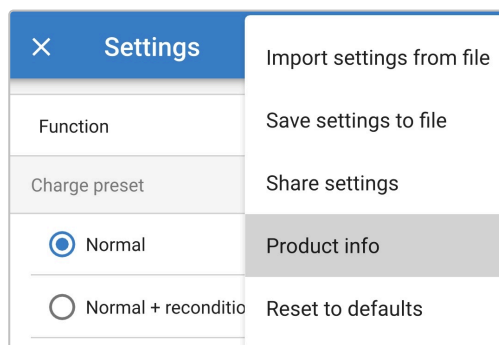 Settings
Function
Charge preset
Normal
Normal + reconditio
Import settings from file
Save settings to file
Share settings
Product info
Reset to defaults